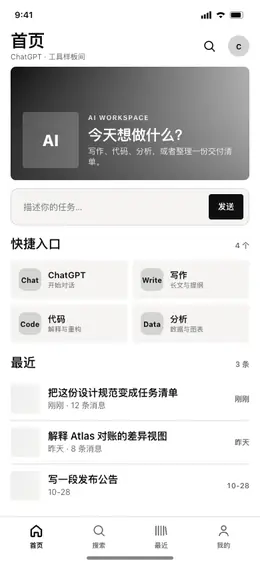 9:41
首页
ChatGPT · 工具样板间
C
AI WORKSPACE
AI
今天想做什么?
写作、代码、分析，或者整理一份交付清
单。
描述你的任务...
发送
快捷入口
4 个
Chat
ChatGPT
开始对话
Write
写作
长文与提纲
Code
代码
解释与重构
Data
分析
数据与图表
最近
3 条
把这份设计规范变成任务清单
刚刚 · 12 条消息
刚刚
解释 Atlas 对账的差异视图
昨天 · 8 条消息
昨天
写一段发布公告
10-28
10-28
首页
搜索
最近
我的